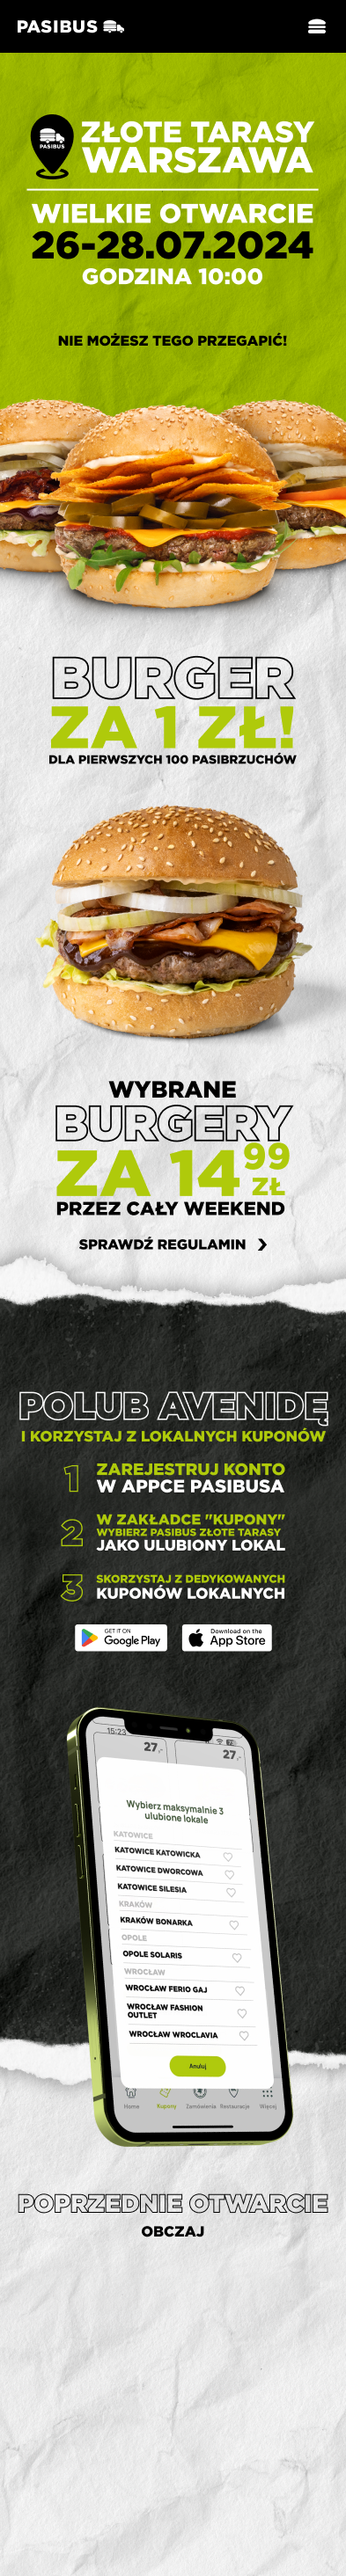 PASIBUS
PASIBUS
ZŁOTE TARASY
WARSZAWA
WIELKIE OTWARCIE
26-28.07.2024
GODZINA 10:00
NIE MOŻESZ TEGO PRZEGAPIĆ!
BURGER
ZA 1 ZŁ!
DLA PIERWSZYCH 100 PASIBRZUCHÓW
WYBRANE
BURGERY
ZA 14 99 ZŁ
PRZEZ CAŁY WEEKEND
SPRAWDŹ REGULAMIN
POLUB AVENIDĘ
I KORZYSTAJ Z LOKALNYCH KUPONÓW
1 ZAREJESTRUJ KONTO
W APPCE PASIBUSA
2 W ZAKŁADCE "KUPONY"
WYBIERZ PASIBUS ZŁOTE TARASY
JAKO ULUBIONY LOKAL
3 SKORZYSTAJ Z DEDYKOWANYCH
KUPONÓW LOKALNYCH
GET IT ON
Google Play
Download on the
App Store
15:23
27,-
27,-
Wybierz maksymalnie 3
ulubione lokale
KATOWICE
KATOWICE KATOWICKA
KATOWICE DWORCOWA
KATOWICE SILESIA
KRAKÓW
KRAKÓW BONARKA
OPOLE
OPOLE SOLARIS
WROCŁAW
WROCŁAW FERIO GAJ
WROCŁAW FASHION
OUTLET
WROCŁAW WROCLAVIA
Anuluj
Home Kupony Zamówienie Restauracje Więcej
POPRZEDNIE OTWARCIE
OBCZAJ